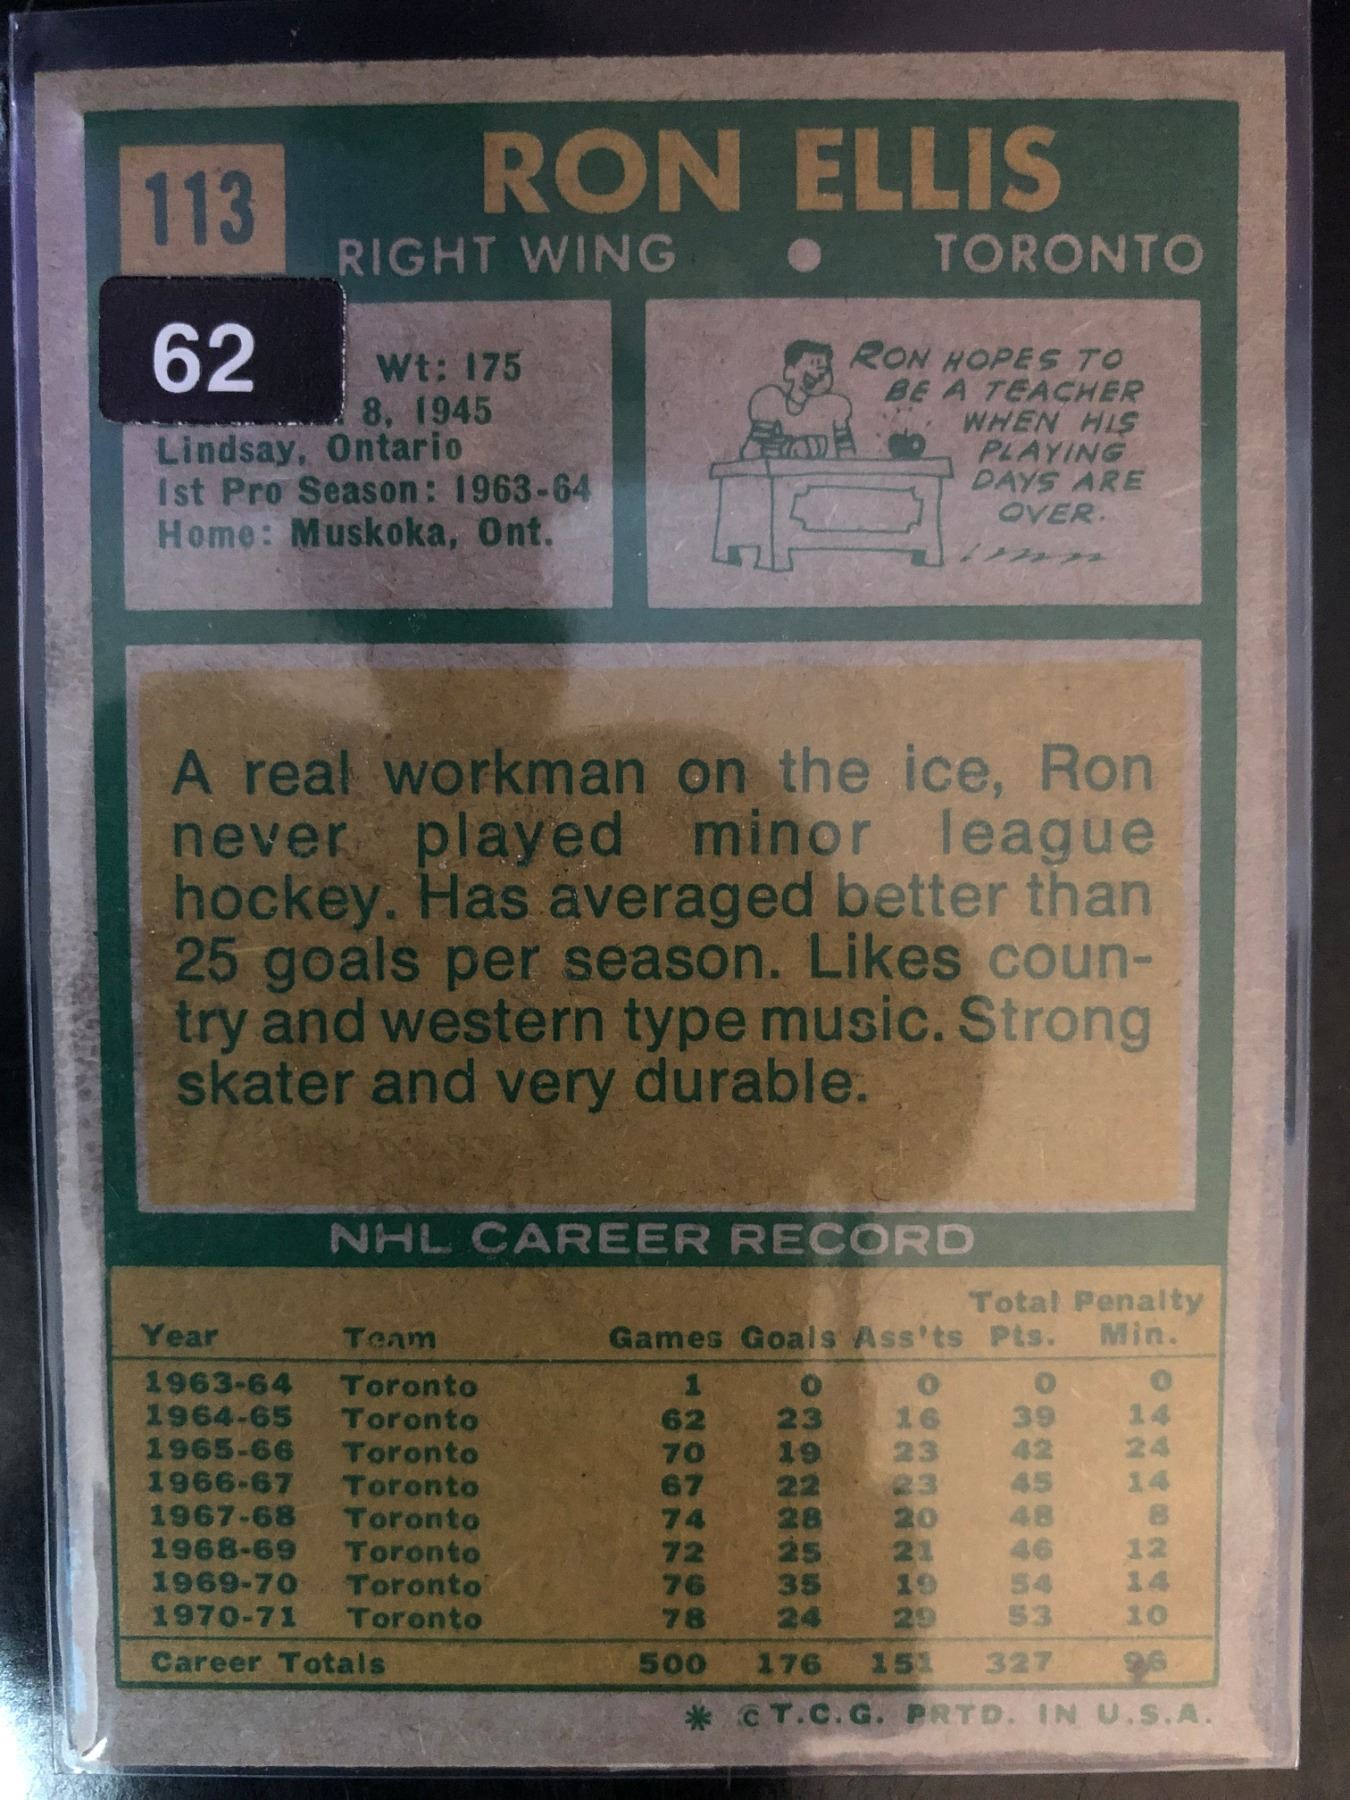 113
RON ELLIS
RIGHT WING • TORONTO
62
Wt: 175
8, 1945
Lindsay, Ontario
1st Pro Season: 1963-64
Home: Muskoka, Ont.
RON HOPES TO
BE A TEACHER
WHEN HIS
PLAYING
DAYS ARE
OVER.
A real workman on the ice, Ron
never played minor league
hockey. Has averaged better than
25 goals per season. Likes coun-
try and western type music. Strong
skater and very durable.
NHL CAREER RECORD
Total Penalty
Year Team Games Goals Ass'ts Pts. Min.
1963-64 Toronto 1 0 0 0 0
1964-65 Toronto 62 23 16 39 14
1965-66 Toronto 70 19 23 42 24
1966-67 Toronto 67 22 23 45 14
1967-68 Toronto 74 28 20 48 8
1968-69 Toronto 72 25 21 46 12
1969-70 Toronto 76 35 19 54 14
1970-71 Toronto 78 24 29 53 10
Career Totals 500 176 151 327 96
* © T.C.G. PRTD. IN U.S.A.